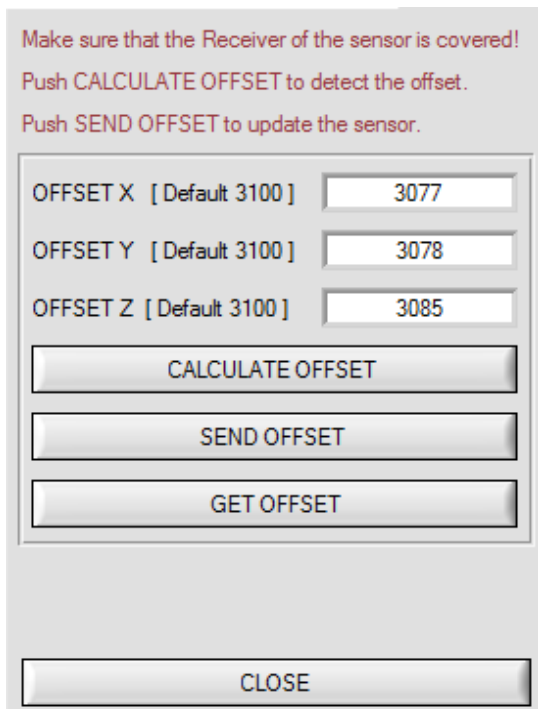 Make sure that the Receiver of the sensor is covered!
Push CALCULATE OFFSET to detect the offset.
Push SEND OFFSET to update the sensor.
OFFSET X [ Default 3100 ] 3077
OFFSET Y [ Default 3100 ] 3078
OFFSET Z [ Default 3100 ] 3085
CALCULATE OFFSET
SEND OFFSET
GET OFFSET
CLOSE